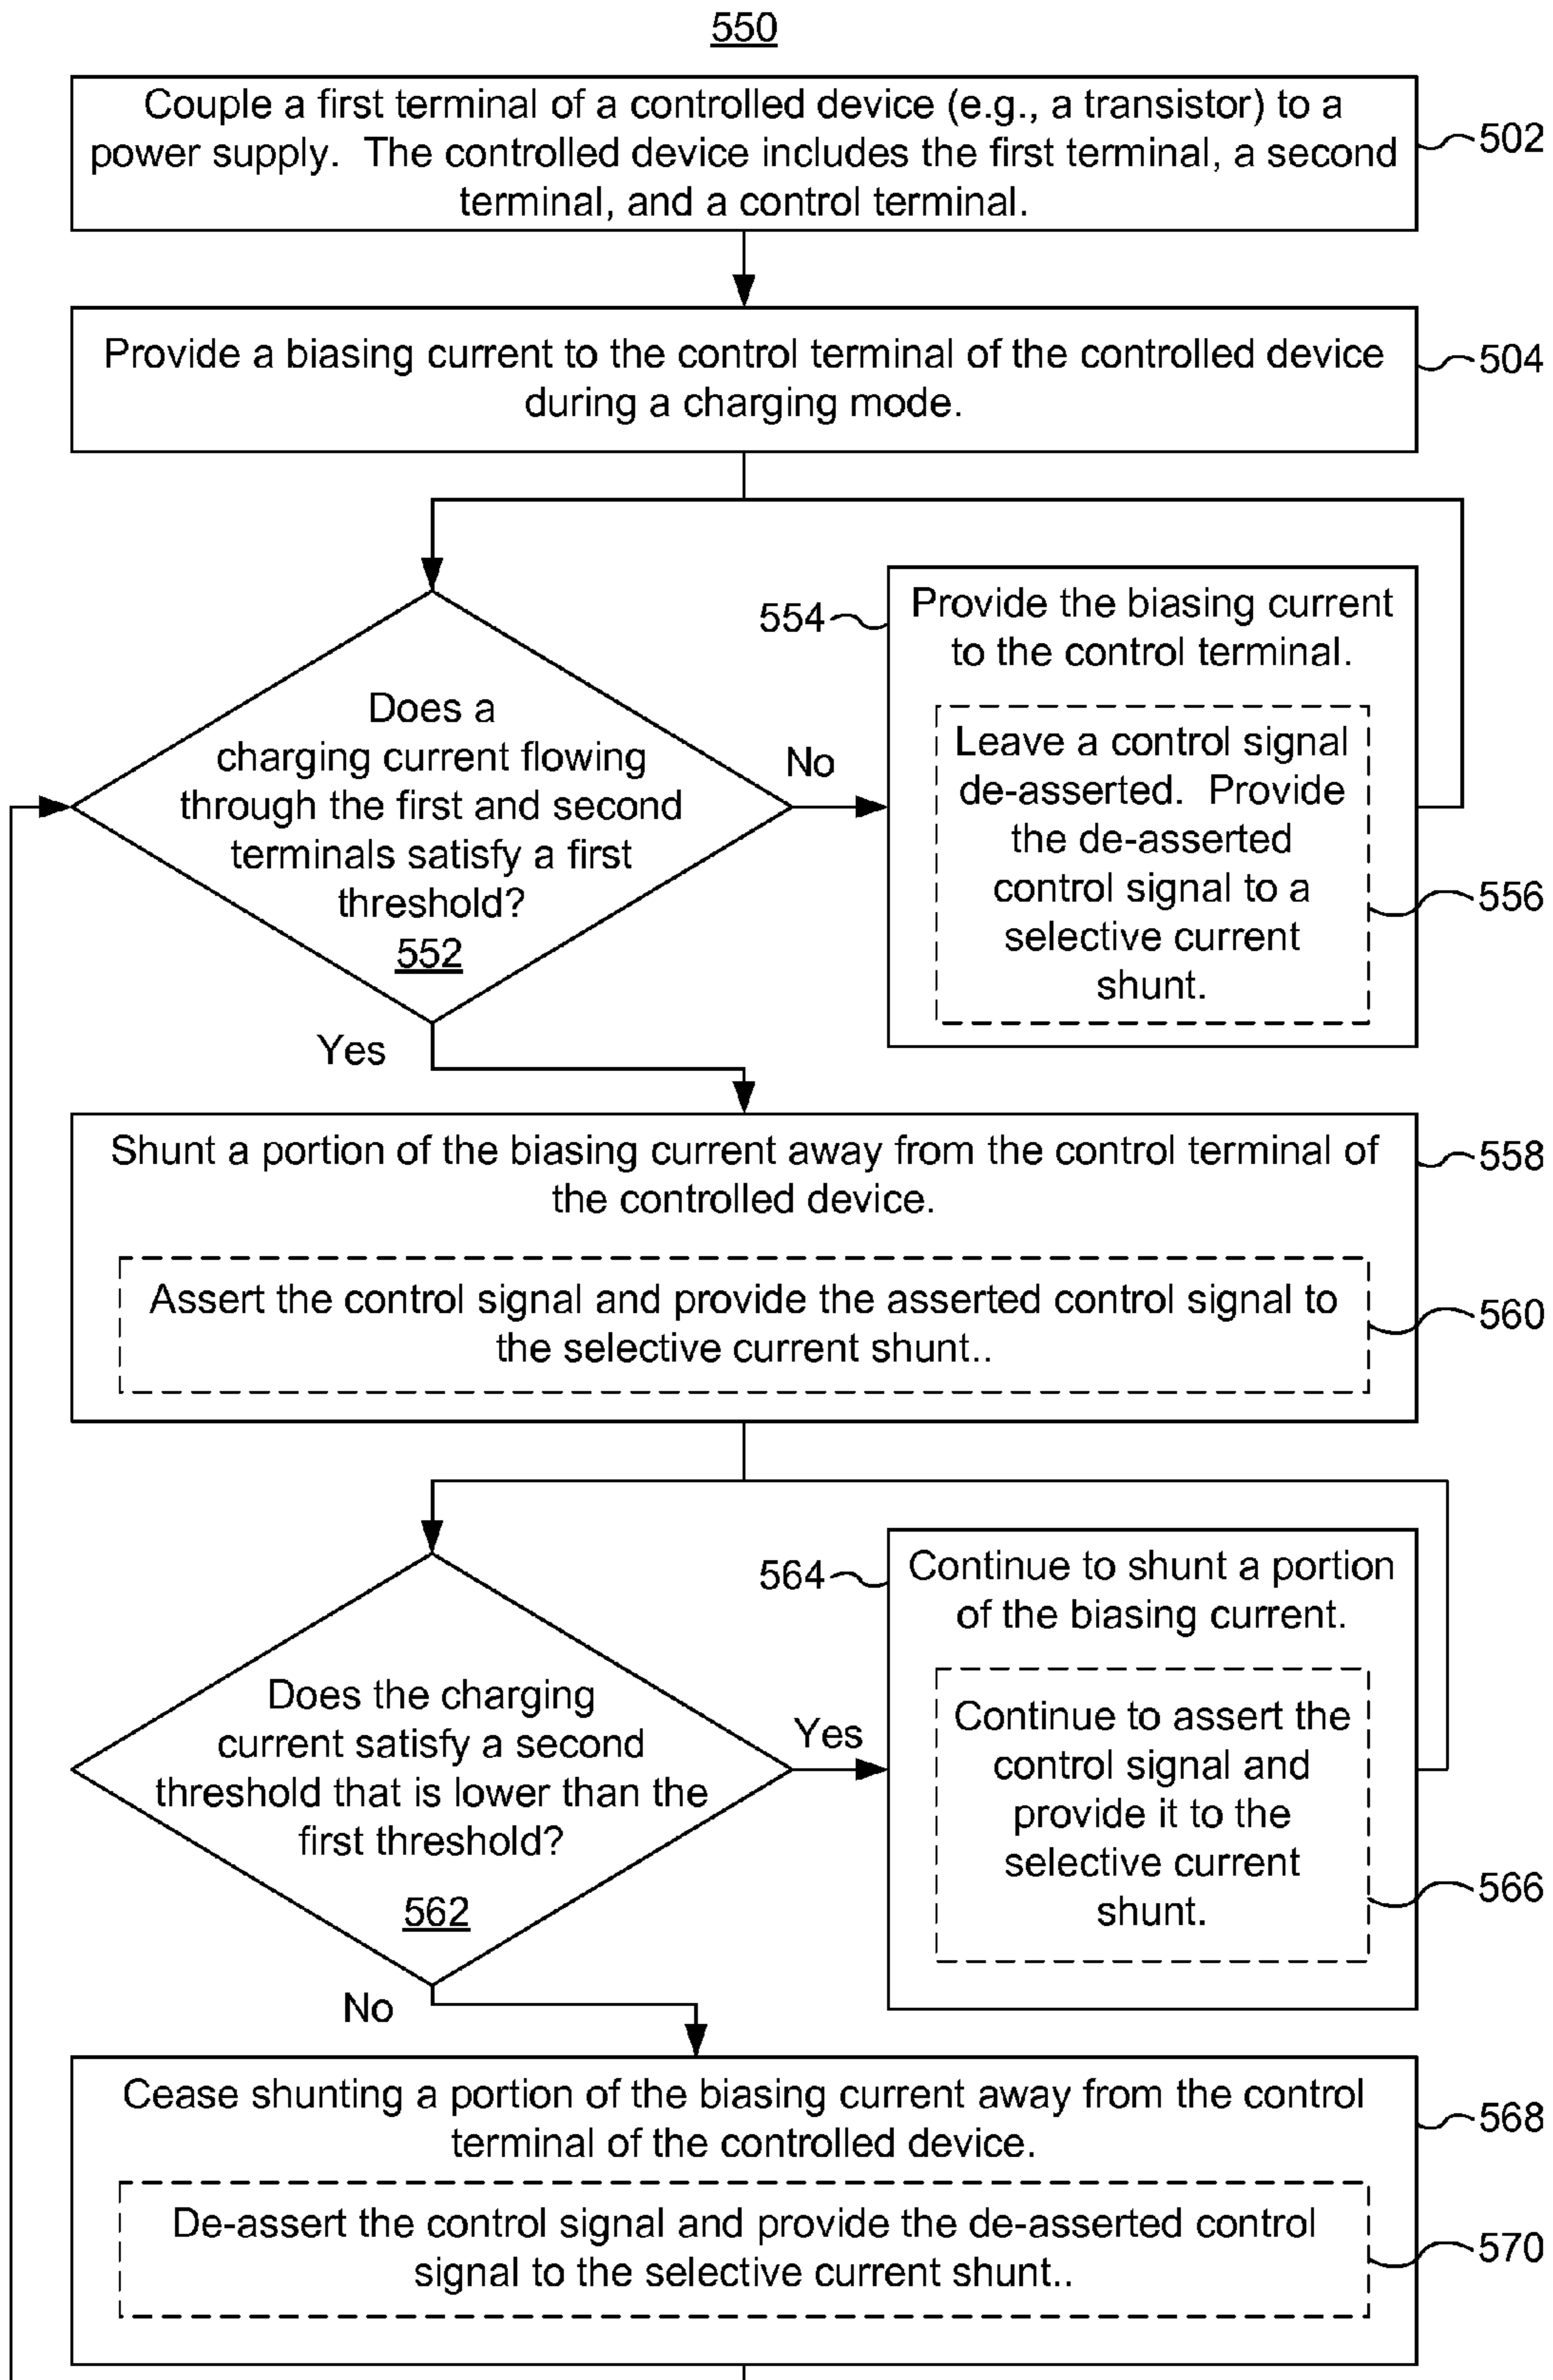 550
Couple a first terminal of a controlled device (e.g., a transistor) to a
power supply.  The controlled device includes the first terminal, a second
terminal, and a control terminal.
502
Provide a biasing current to the control terminal of the controlled device
during a charging mode.
504
Does a
charging current flowing
through the first and second
terminals satisfy a first
threshold?
552
No
Yes
554
Provide the biasing current
to the control terminal.
Leave a control signal
de-asserted.  Provide
the de-asserted
control signal to a
selective current
shunt.
556
Shunt a portion of the biasing current away from the control terminal of
the controlled device.
558
Assert the control signal and provide the asserted control signal to
the selective current shunt..
560
Does the charging
current satisfy a second
threshold that is lower than the
first threshold?
562
Yes
No
564
Continue to shunt a portion
of the biasing current.
Continue to assert the
control signal and
provide it to the
selective current
shunt.
566
Cease shunting a portion of the biasing current away from the control
terminal of the controlled device.
568
De-assert the control signal and provide the de-asserted control
signal to the selective current shunt..
570